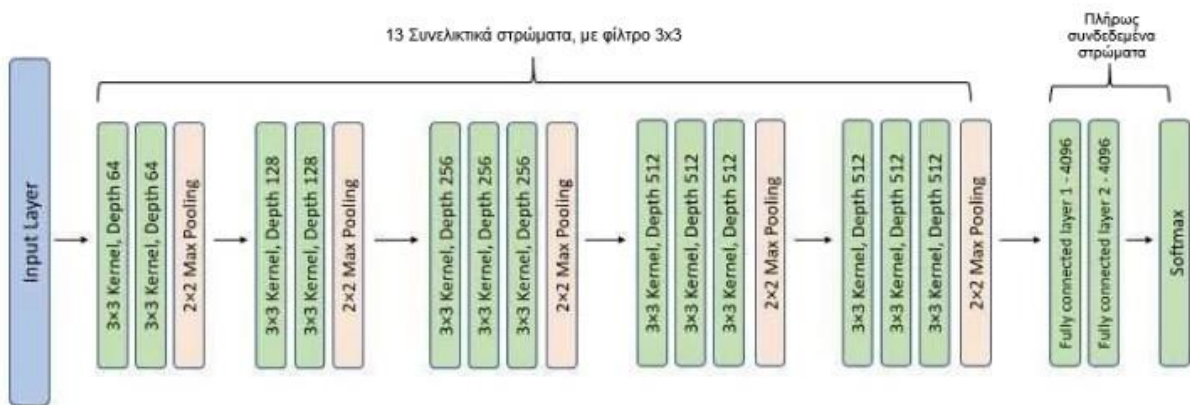 13 Συνελικτικά στρώματα, με φίλτρο 3x3
Πλήρως
συνδεδεμένα
στρώματα
Input Layer
3×3 Kernel, Depth 64
3×3 Kernel, Depth 64
2×2 Max Pooling
3×3 Kernel, Depth 128
3×3 Kernel, Depth 128
2×2 Max Pooling
3×3 Kernel, Depth 256
3×3 Kernel, Depth 256
3×3 Kernel, Depth 256
2×2 Max Pooling
3×3 Kernel, Depth 512
3×3 Kernel, Depth 512
3×3 Kernel, Depth 512
2×2 Max Pooling
3×3 Kernel, Depth 512
3×3 Kernel, Depth 512
3×3 Kernel, Depth 512
2×2 Max Pooling
Fully connected layer 1 - 4096
Fully connected layer 2 - 4096
Softmax